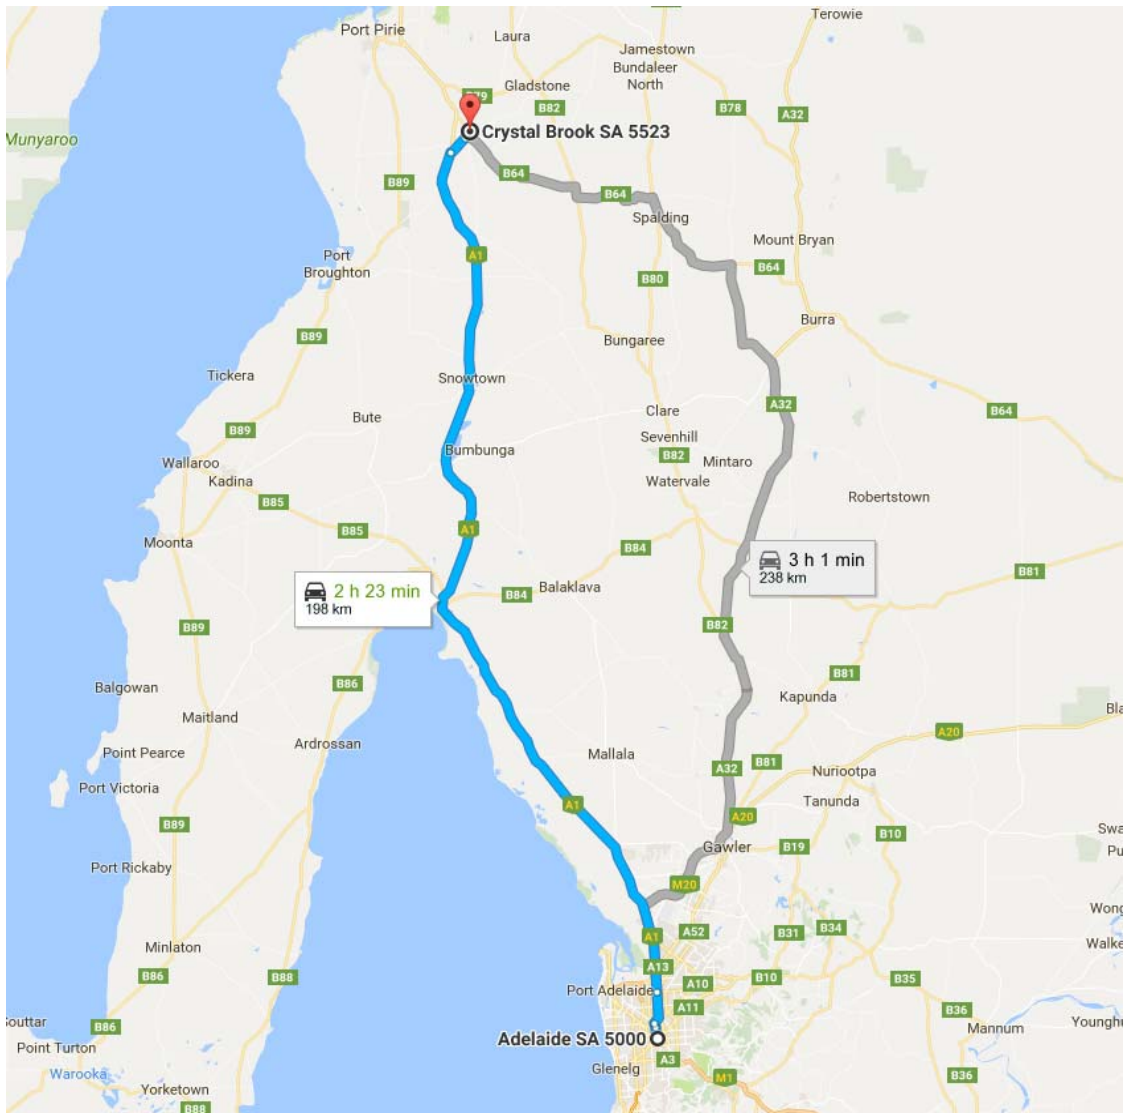 Terowie
Port Pirie
Laura
Jamestown
Bundaleer
North
Gladstone
B79
B82
B78
A32
Crystal Brook SA 5523
Munyaroo
B64
B89
B64
Spalding
Mount Bryan
Port
Broughton
A1
B64
B80
Burra
B89
Bungaree
Tickera
Snowtown
A32
B64
Clare
Bute
B89
Sevenhill
Bumbunga
B82
Mintaro
Wallaroo
Kadina
Watervale
Robertstown
B85
B85
A1
Moonta
B84
3 h 1 min
238 km
B81
2 h 23 min
198 km
B84
Balaklava
B89
B82
B81
B86
Balgowan
Kapunda
Maitland
A20
Ardrossan
Point Pearce
Mallala
A32
B81
Nuriootpa
Port Victoria
A1
Tanunda
B89
A20
B10
Gawler
B19
Port Rickaby
M20
B34
A1
A52
B31
Minlaton
A13
B86
B88
A10
B10
B35
Port Adelaide
A11
B36
B86
Mannum
Adelaide SA 5000
Point Turton
A3
Glenelg
Warooka
M1
B36
Yorketown
B88